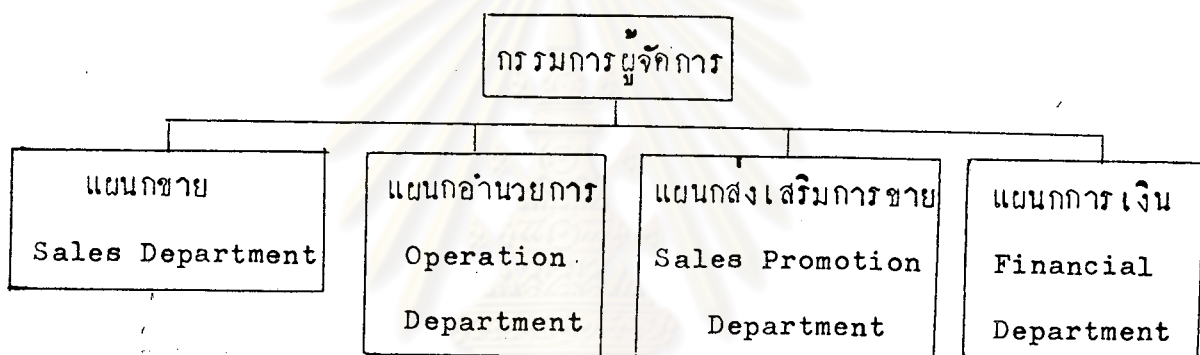 กรรมการผู้จัดการ
แผนกขาย
Sales Department
แผนกอำนวยการ
Operation
Department
แผนกส่งเสริมการขาย
Sales Promotion
Department
แผนกการเงิน
Financial
Department